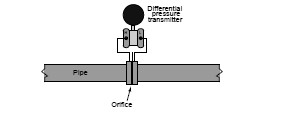 Differential
pressure
transmitter
Pipe
Orifice